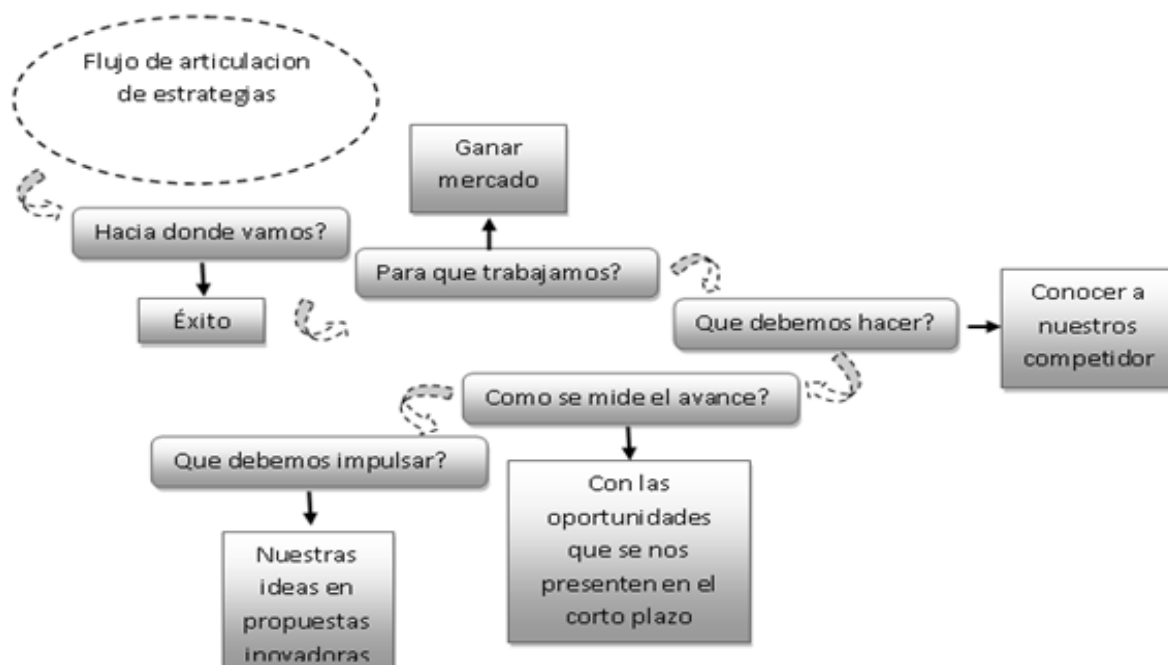 Flujo de articulacion
de estrategias
Hacia donde vamos?
Éxito
Ganar
mercado
Para que trabajamos?
Que debemos hacer?
Conocer a
nuestros
competidor
Como se mide el avance?
Con las
oportunidades
que se nos
presenten en el
corto plazo
Que debemos impulsar?
Nuestras
ideas en
propuestas
inovadoras